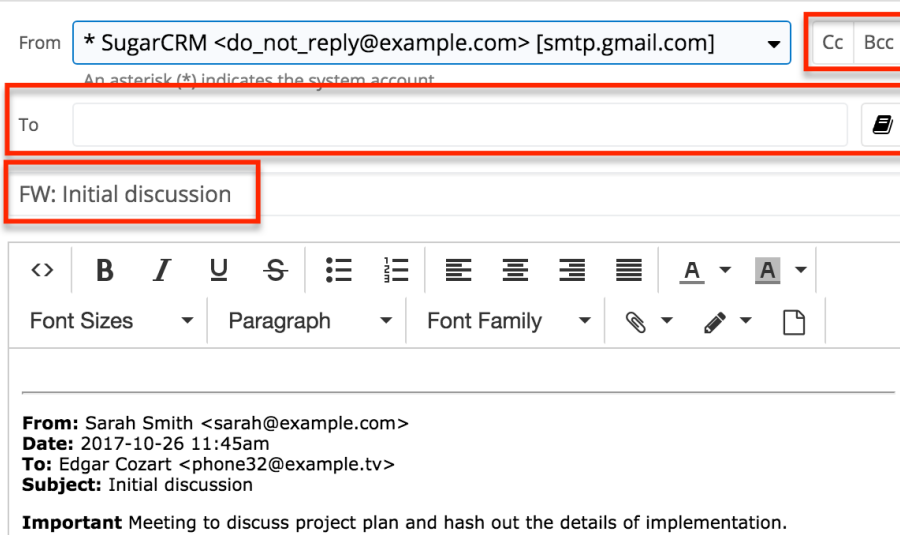 From * SugarCRM <do_not_reply@example.com> [smtp.gmail.com] Cc Bcc
An asterisk (*) indicates the system account
To
FW: Initial discussion
<> B I U S 1 2 3 A A
Font Sizes Paragraph Font Family
From: Sarah Smith <sarah@example.com>
Date: 2017-10-26 11:45am
To: Edgar Cozart <phone32@example.tv>
Subject: Initial discussion
Important Meeting to discuss project plan and hash out the details of implementation.